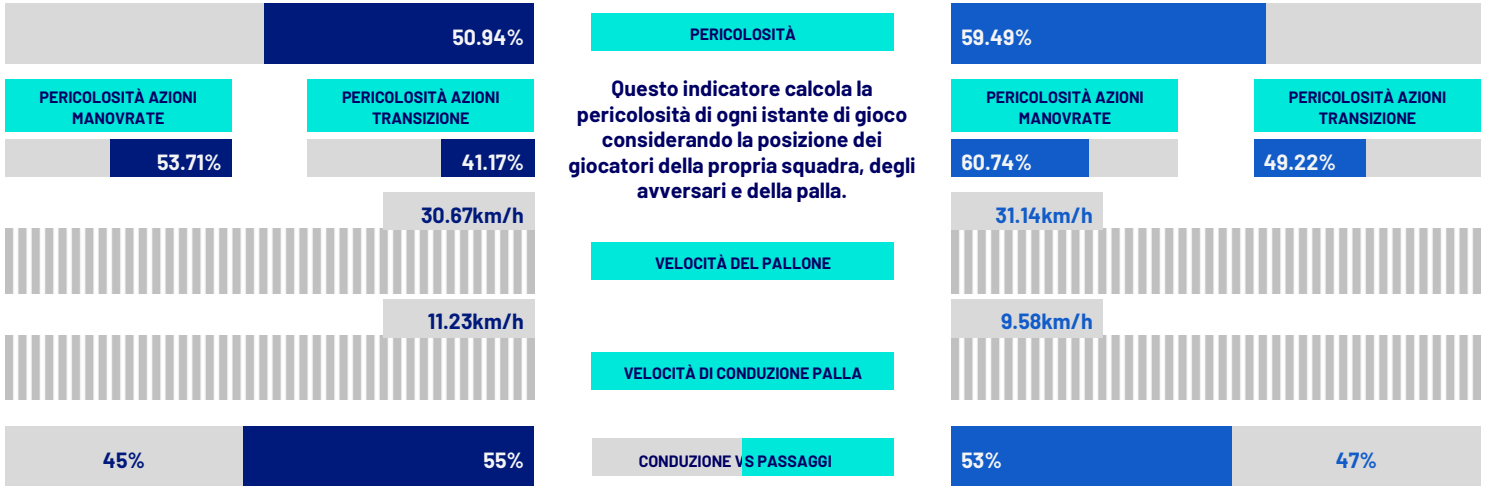 50.94%
PERICOLOSITÀ
59.49%
PERICOLOSITÀ AZIONI
MANOVRATE
PERICOLOSITÀ AZIONI
TRANSIZIONE
Questo indicatore calcola la
pericolosità di ogni istante di gioco
considerando la posizione dei
giocatori della propria squadra, degli
avversari e della palla.
PERICOLOSITÀ AZIONI
MANOVRATE
PERICOLOSITÀ AZIONI
TRANSIZIONE
53.71%
41.17%
60.74%
49.22%
30.67km/h
31.14km/h
VELOCITÀ DEL PALLONE
11.23km/h
9.58km/h
VELOCITÀ DI CONDUZIONE PALLA
45%
55%
CONDUZIONE VS PASSAGGI
53%
47%